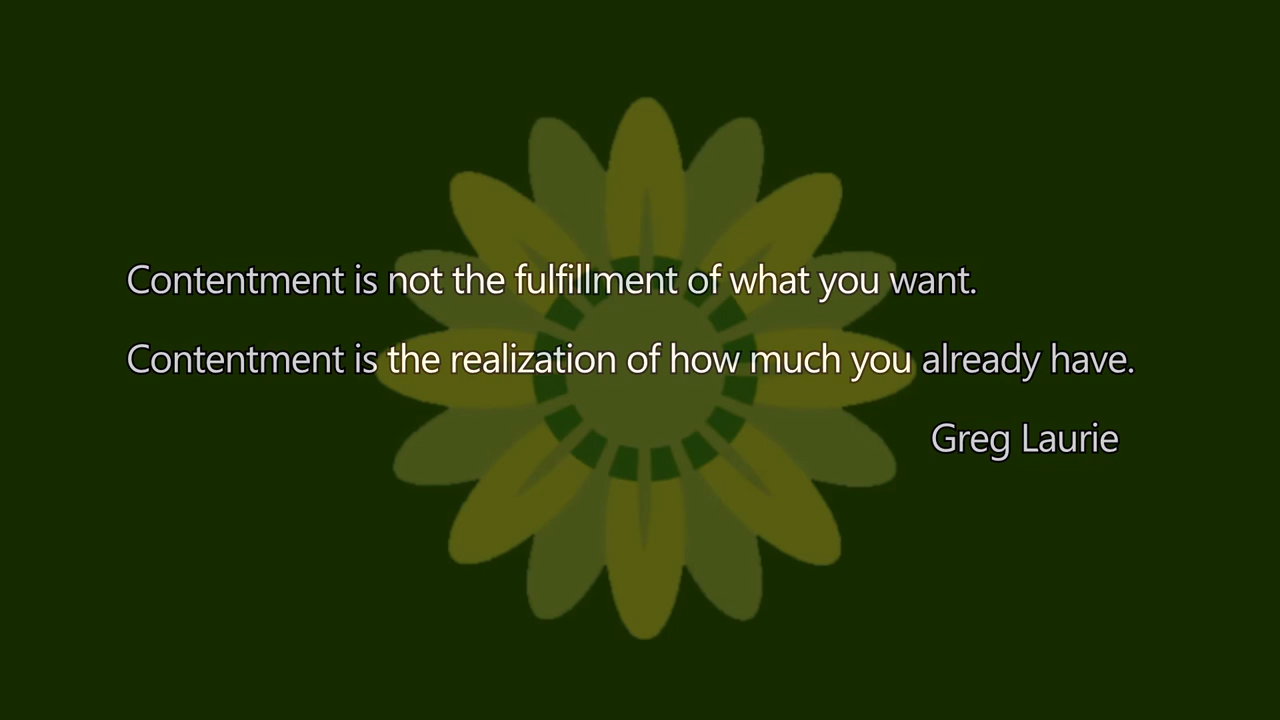 Contentment is not the fulfillment of what you want.
Contentment is the realization of how much you already have.
Greg Laurie